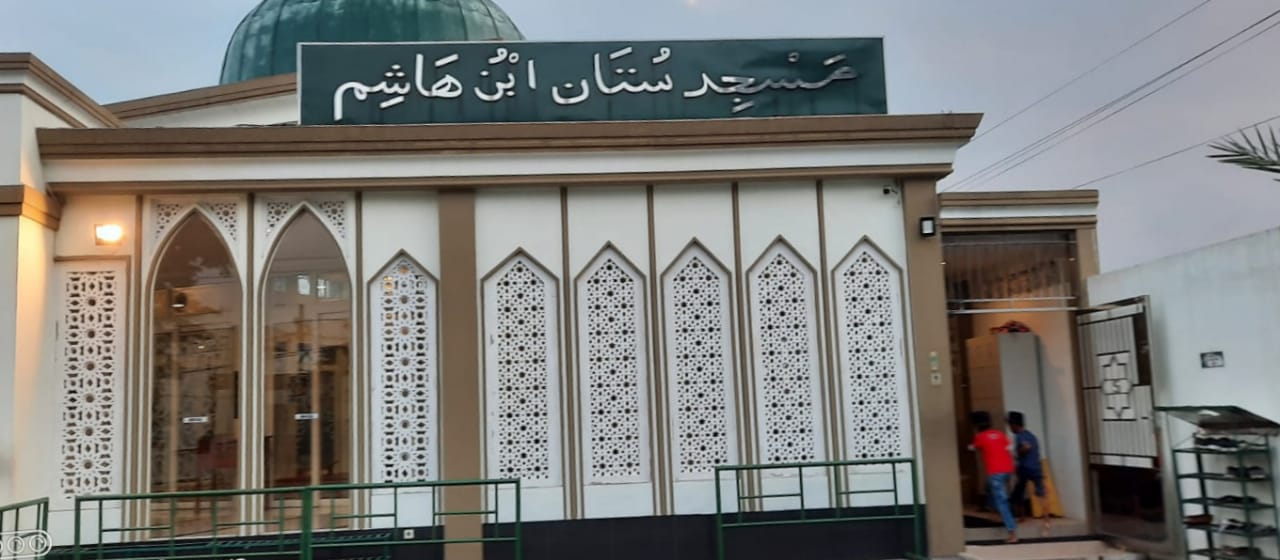 مَسْجِد سُتَنَان ابْن هَاشِم